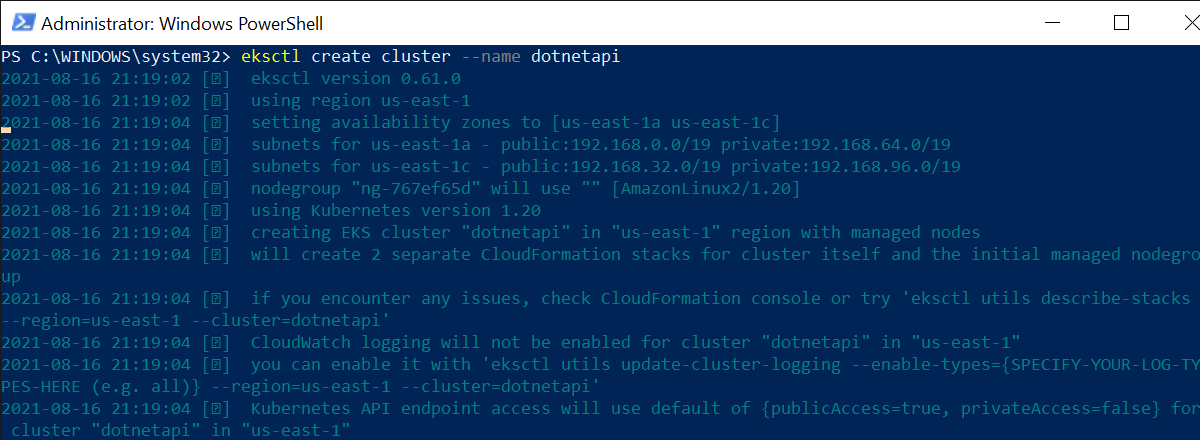 Administrator: Windows PowerShell
PS C:\WINDOWS\system32> eksctl create cluster --name dotnetapi
2021-08-16 21:19:02 [⍰]  eksctl version 0.61.0
2021-08-16 21:19:02 [⍰]  using region us-east-1
2021-08-16 21:19:04 [⍰]  setting availability zones to [us-east-1a us-east-1c]
2021-08-16 21:19:04 [⍰]  subnets for us-east-1a - public:192.168.0.0/19 private:192.168.64.0/19
2021-08-16 21:19:04 [⍰]  subnets for us-east-1c - public:192.168.32.0/19 private:192.168.96.0/19
2021-08-16 21:19:04 [⍰]  nodegroup "ng-767ef65d" will use "" [AmazonLinux2/1.20]
2021-08-16 21:19:04 [⍰]  using Kubernetes version 1.20
2021-08-16 21:19:04 [⍰]  creating EKS cluster "dotnetapi" in "us-east-1" region with managed nodes
2021-08-16 21:19:04 [⍰]  will create 2 separate CloudFormation stacks for cluster itself and the initial managed nodegro
up
2021-08-16 21:19:04 [⍰]  if you encounter any issues, check CloudFormation console or try 'eksctl utils describe-stacks
--region=us-east-1 --cluster=dotnetapi'
2021-08-16 21:19:04 [⍰]  CloudWatch logging will not be enabled for cluster "dotnetapi" in "us-east-1"
2021-08-16 21:19:04 [⍰]  you can enable it with 'eksctl utils update-cluster-logging --enable-types={SPECIFY-YOUR-LOG-TY
PES-HERE (e.g. all)} --region=us-east-1 --cluster=dotnetapi'
2021-08-16 21:19:04 [⍰]  Kubernetes API endpoint access will use default of {publicAccess=true, privateAccess=false} for
cluster "dotnetapi" in "us-east-1"